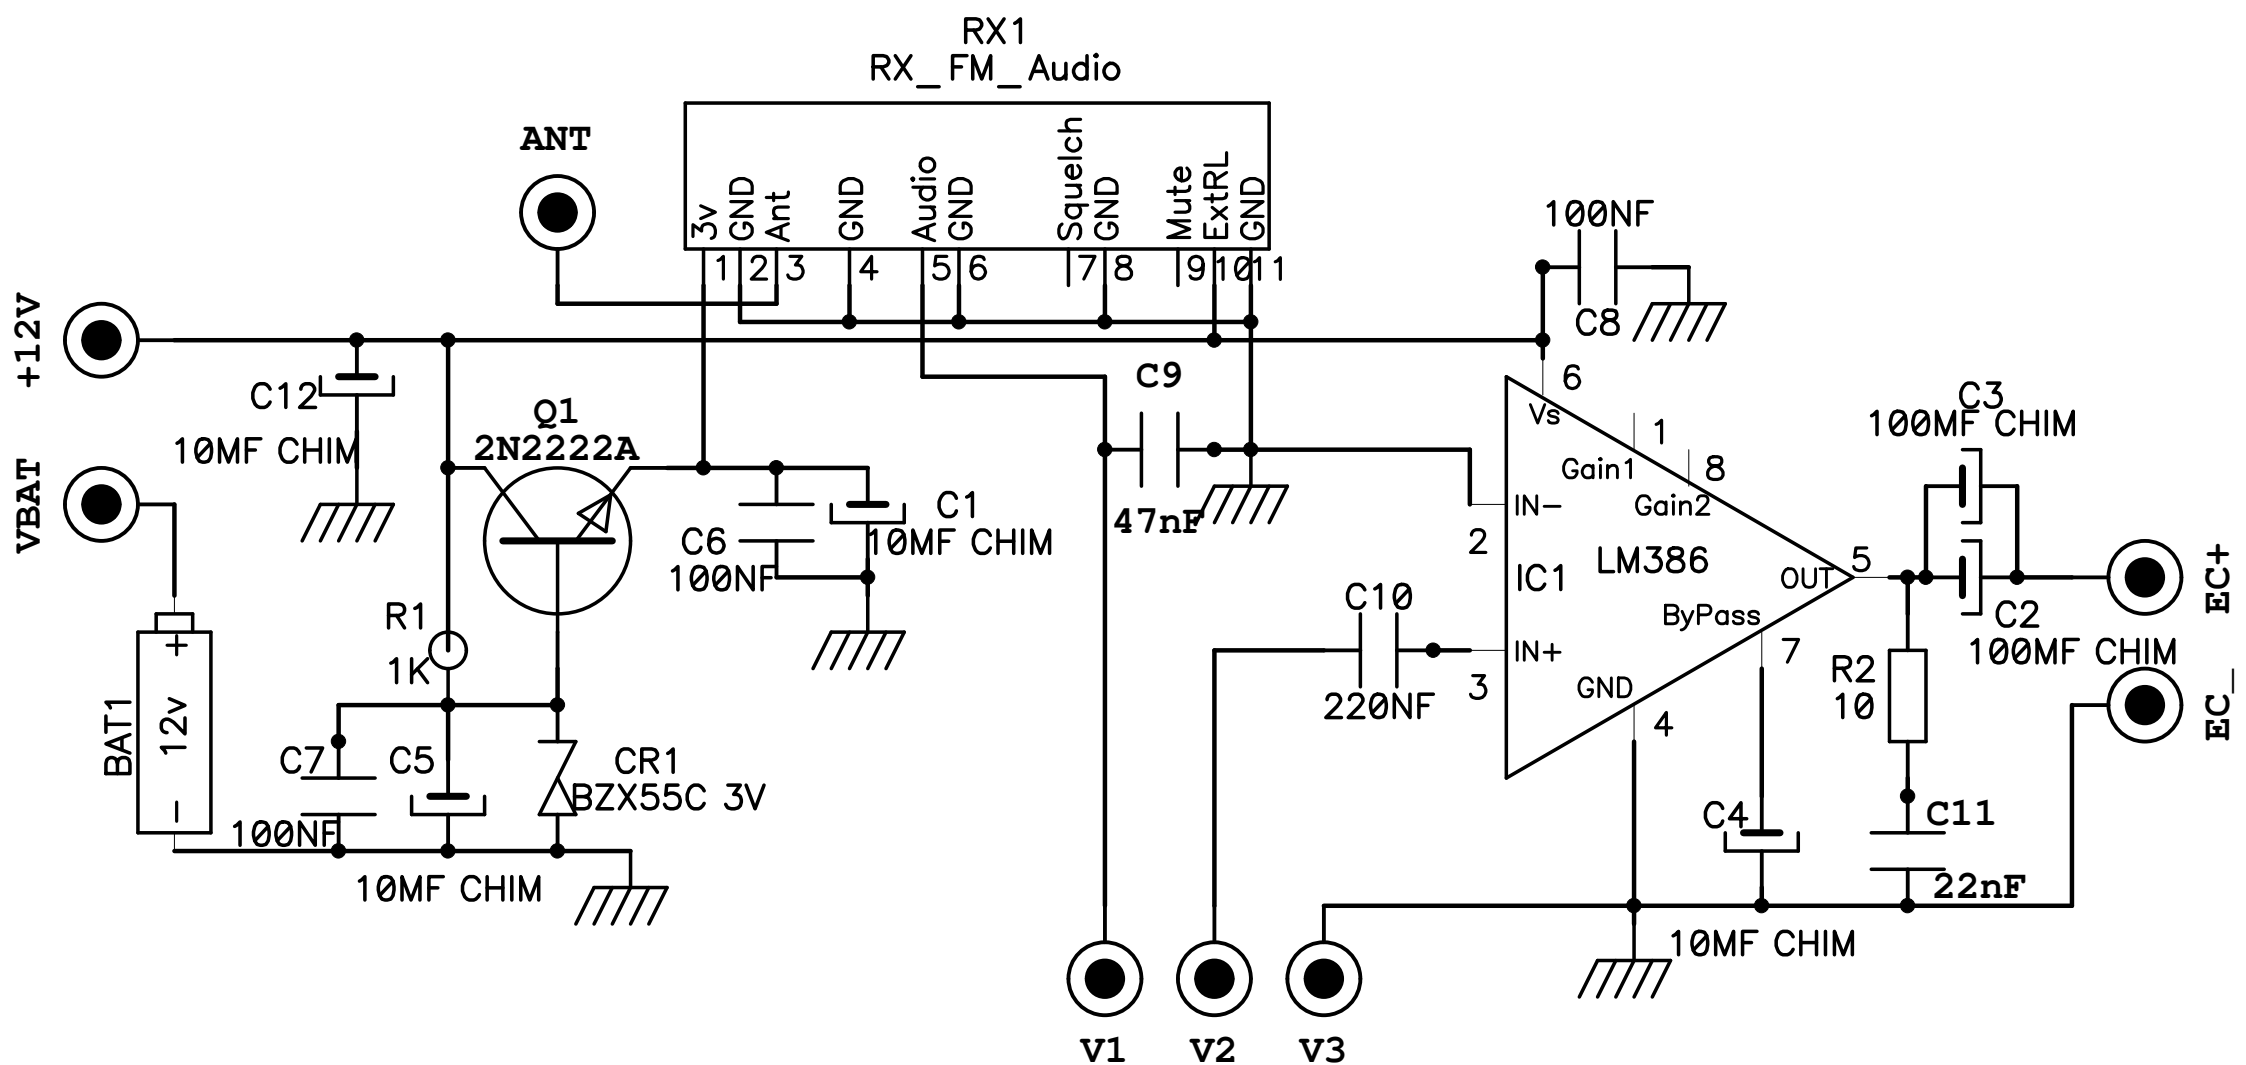 RX1
RX_FM_Audio
ANT
3v
GND
Ant
GND
Audio
GND
Squelch
GND
Mute
ExtRL
GND
1
2
3
4
5
6
7
8
9
10
11
100NF
C8
+12V
C12
10MF CHIM
Q1
2N2222A
VBAT
C9
47nF
6
Vs
1
Gain1
8
Gain2
C3
100MF CHIM
IN-
2
LM386
IC1
OUT
5
EC+
C6
100NF
C1
10MF CHIM
C10
220NF
IN+
3
ByPass
7
GND
4
C2
100MF CHIM
R1
1K
R2
10
EC_
BAT1
+
12v
-
C7
100NF
C5
10MF CHIM
CR1
BZX55C 3V
C4
10MF CHIM
C11
22nF
V1
V2
V3